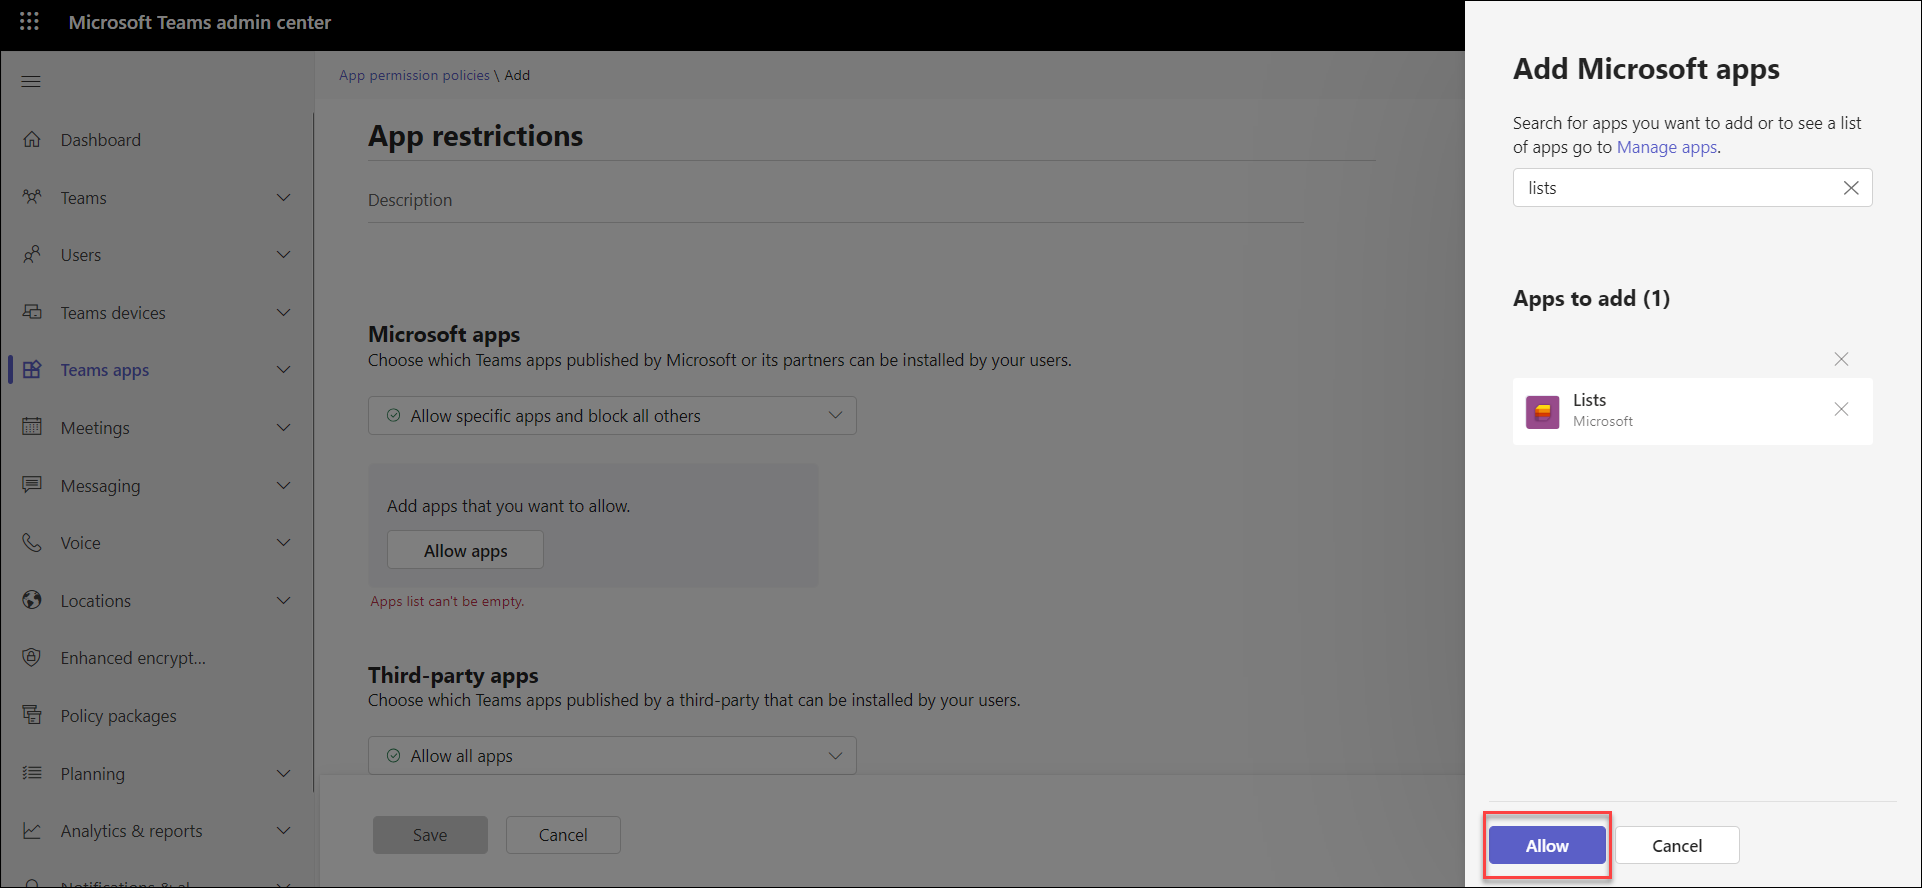 Microsoft Teams admin center
Dashboard
Teams
Users
Teams devices
Teams apps
Meetings
Messaging
Voice
Locations
Enhanced encrypt...
Policy packages
Planning
Analytics & reports
Notifications & al
App permission policies \ Add
App restrictions
Description
Microsoft apps
Choose which Teams apps published by Microsoft or its partners can be installed by your users.
Allow specific apps and block all others
Add apps that you want to allow.
Allow apps
Apps list can't be empty.
Third-party apps
Choose which Teams apps published by a third-party that can be installed by your users.
Allow all apps
Save
Cancel
Add Microsoft apps
Search for apps you want to add or to see a list
of apps go to Manage apps.
lists
Apps to add (1)
Lists
Microsoft
Allow
Cancel